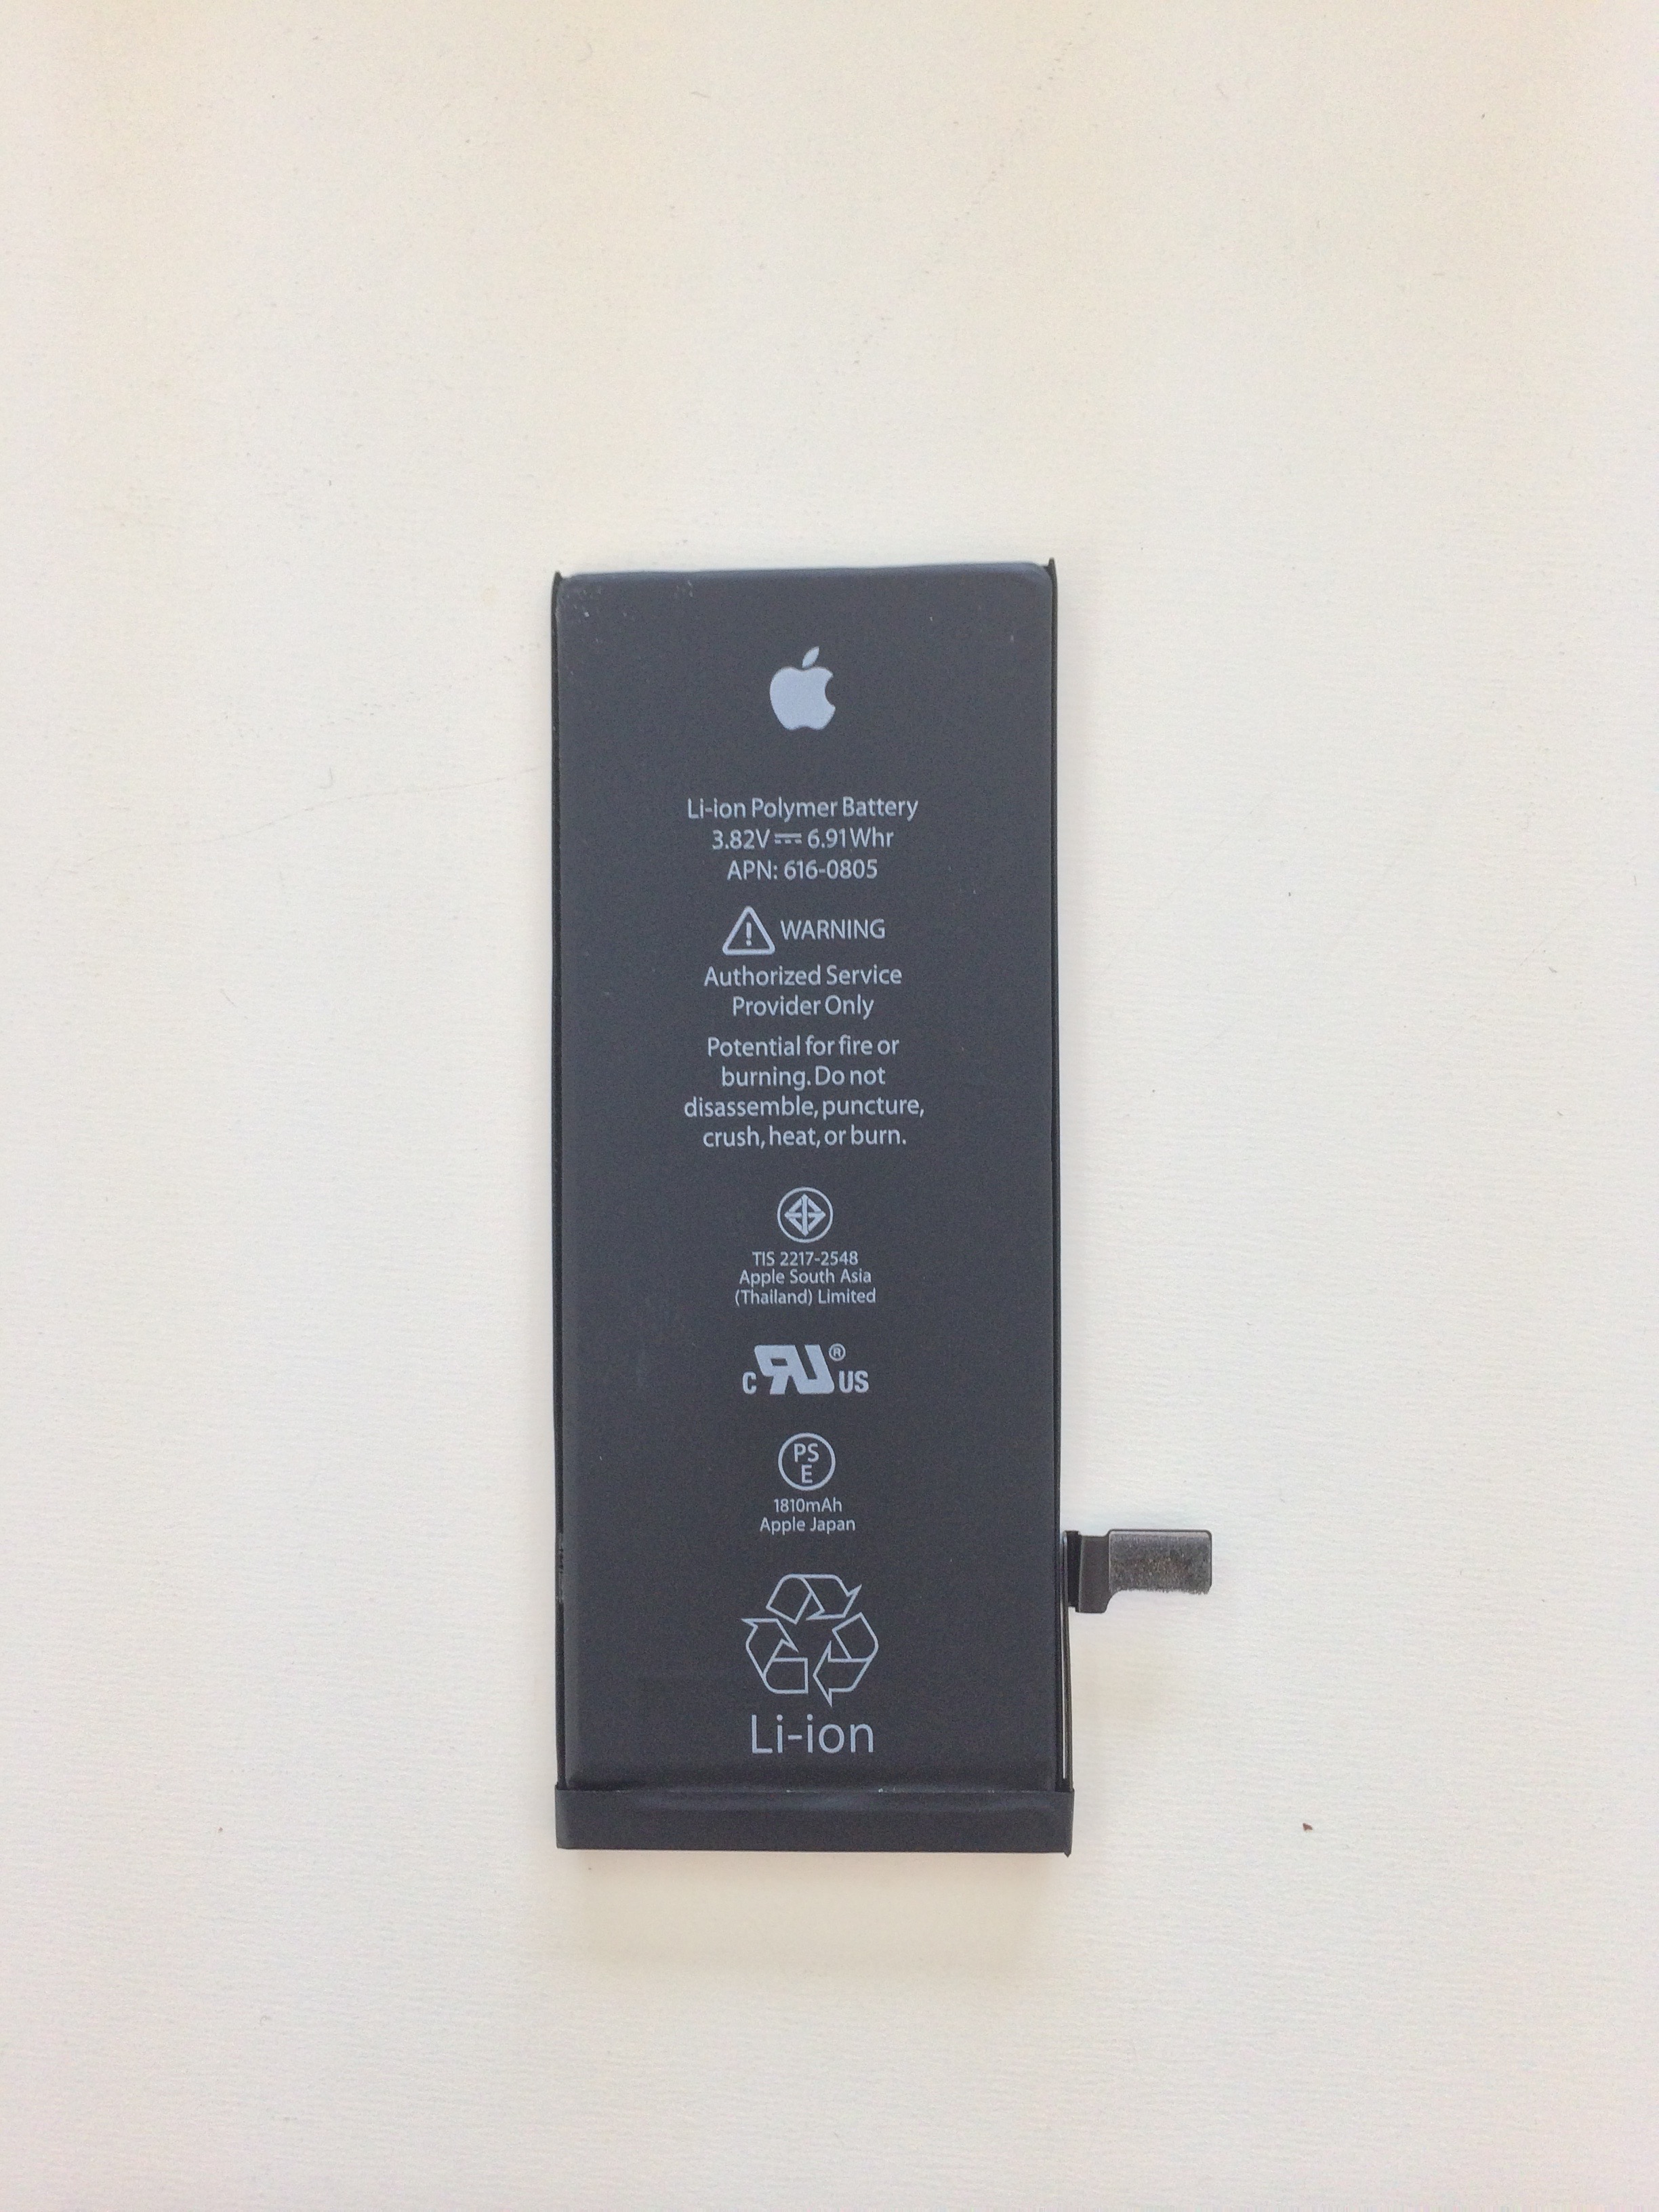 Li-ion Polymer Battery
3.82V⎓6.91Whr
APN: 616-0805
WARNING
Authorized Service
Provider Only
Potential for fire or
burning. Do not
disassemble, puncture,
crush, heat, or burn.
TIS 2217-2548
Apple South Asia
(Thailand) Limited
c RU® US
PS
E
1810mAh
Apple Japan
Li-ion